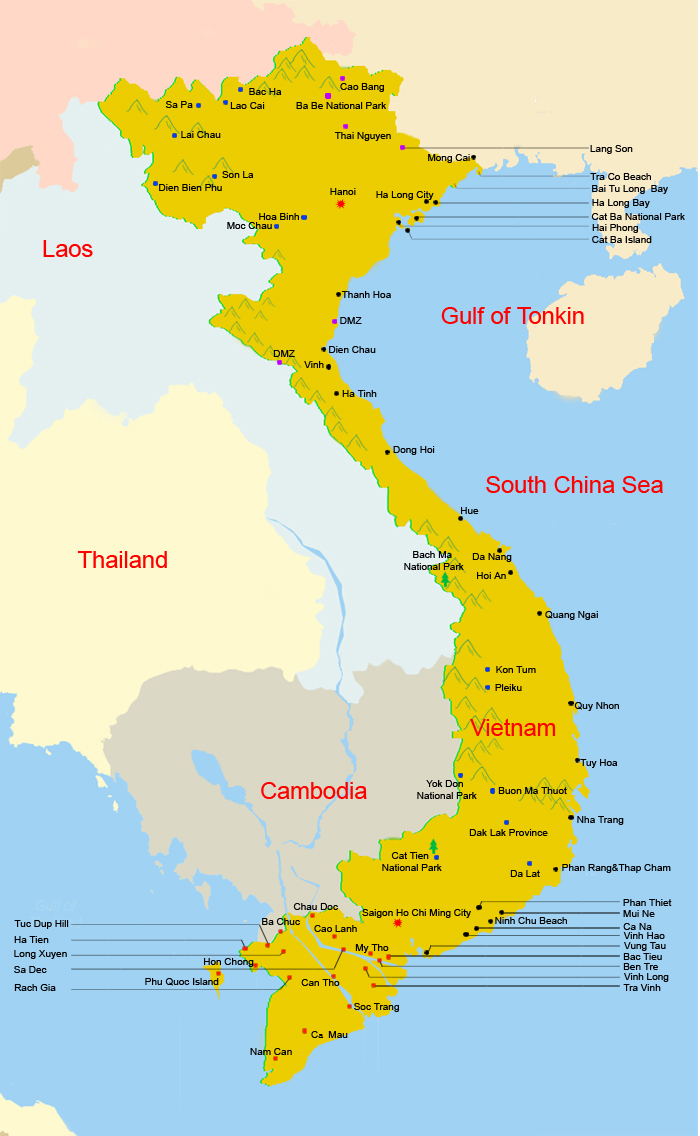 Cao Bang
Bac Ha
Sa Pa
Lao Cai
Ba Be National Park
Thai Nguyen
Lai Chau
Lang Son
Mong Cai
Son La
Tra Co Beach
Dien Bien Phu
Bai Tu Long Bay
Hanoi
Ha Long City
Ha Long Bay
Hoa Binh
Cat Ba National Park
Moc Chau
Hai Phong
Cat Ba Island
Laos
Thanh Hoa
Gulf of Tonkin
DMZ
Dien Chau
DMZ
Vinh
Ha Tinh
Dong Hoi
South China Sea
Hue
Bach Ma
National Park
Da Nang
Thailand
Hoi An
Quang Ngai
Kon Tum
Pleiku
Quy Nhon
Vietnam
Tuy Hoa
Yok Don
National Park
Cambodia
Buon Ma Thuot
Nha Trang
Dak Lak Province
Cat Tien
National Park
Da Lat
Phan Rang&Thap Cham
Gulf of
Phan Thiet
Chau Doc
Saigon Ho Chi Ming City
Mui Ne
Tuc Dup Hill
Ba Chuc
Ninh Chu Beach
Cao Lanh
Ca Na
Vinh Hao
Ha Tien
Vung Tau
My Tho
Long Xuyen
Bac Tieu
Hon Chong
Ben Tre
Sa Dec
Vinh Long
Phu Quoc Island
Can Tho
Rach Gia
Tra Vinh
Soc Trang
Ca Mau
Nam Can